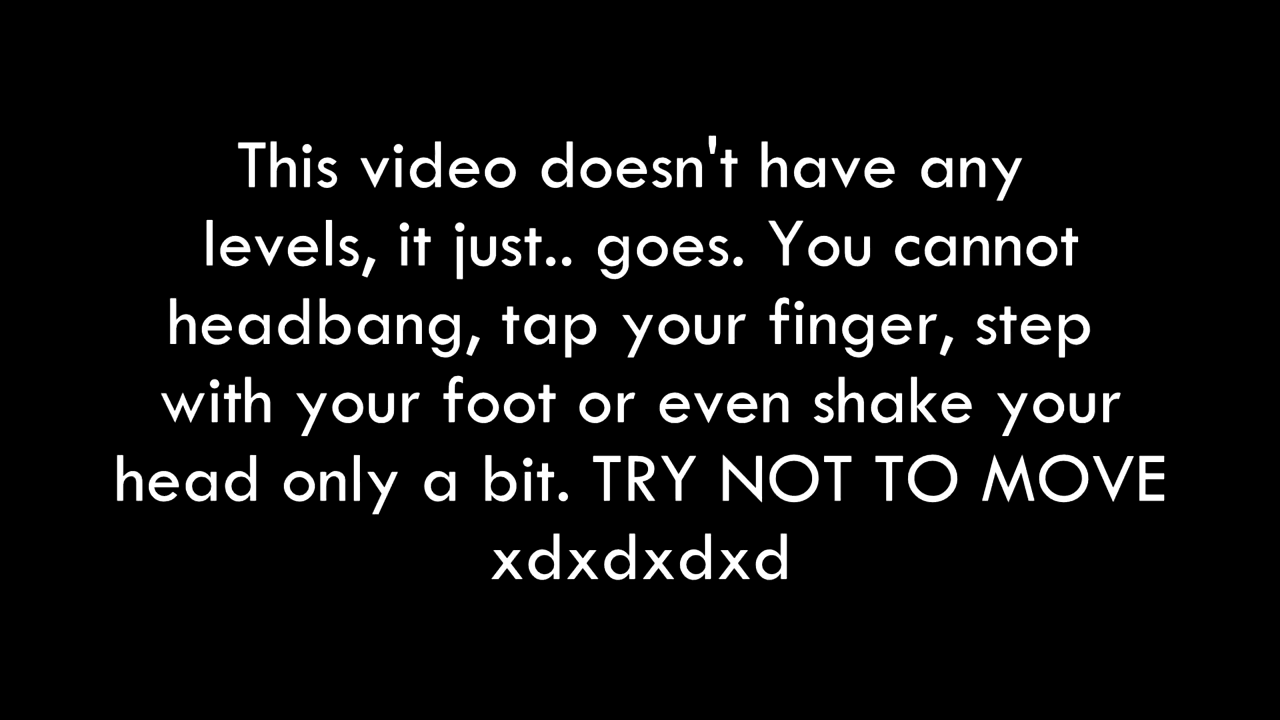 This video doesn't have any
levels, it just.. goes. You cannot
headbang, tap your finger, step
with your foot or even shake your
head only a bit. TRY NOT TO MOVE
xdxdxdxd